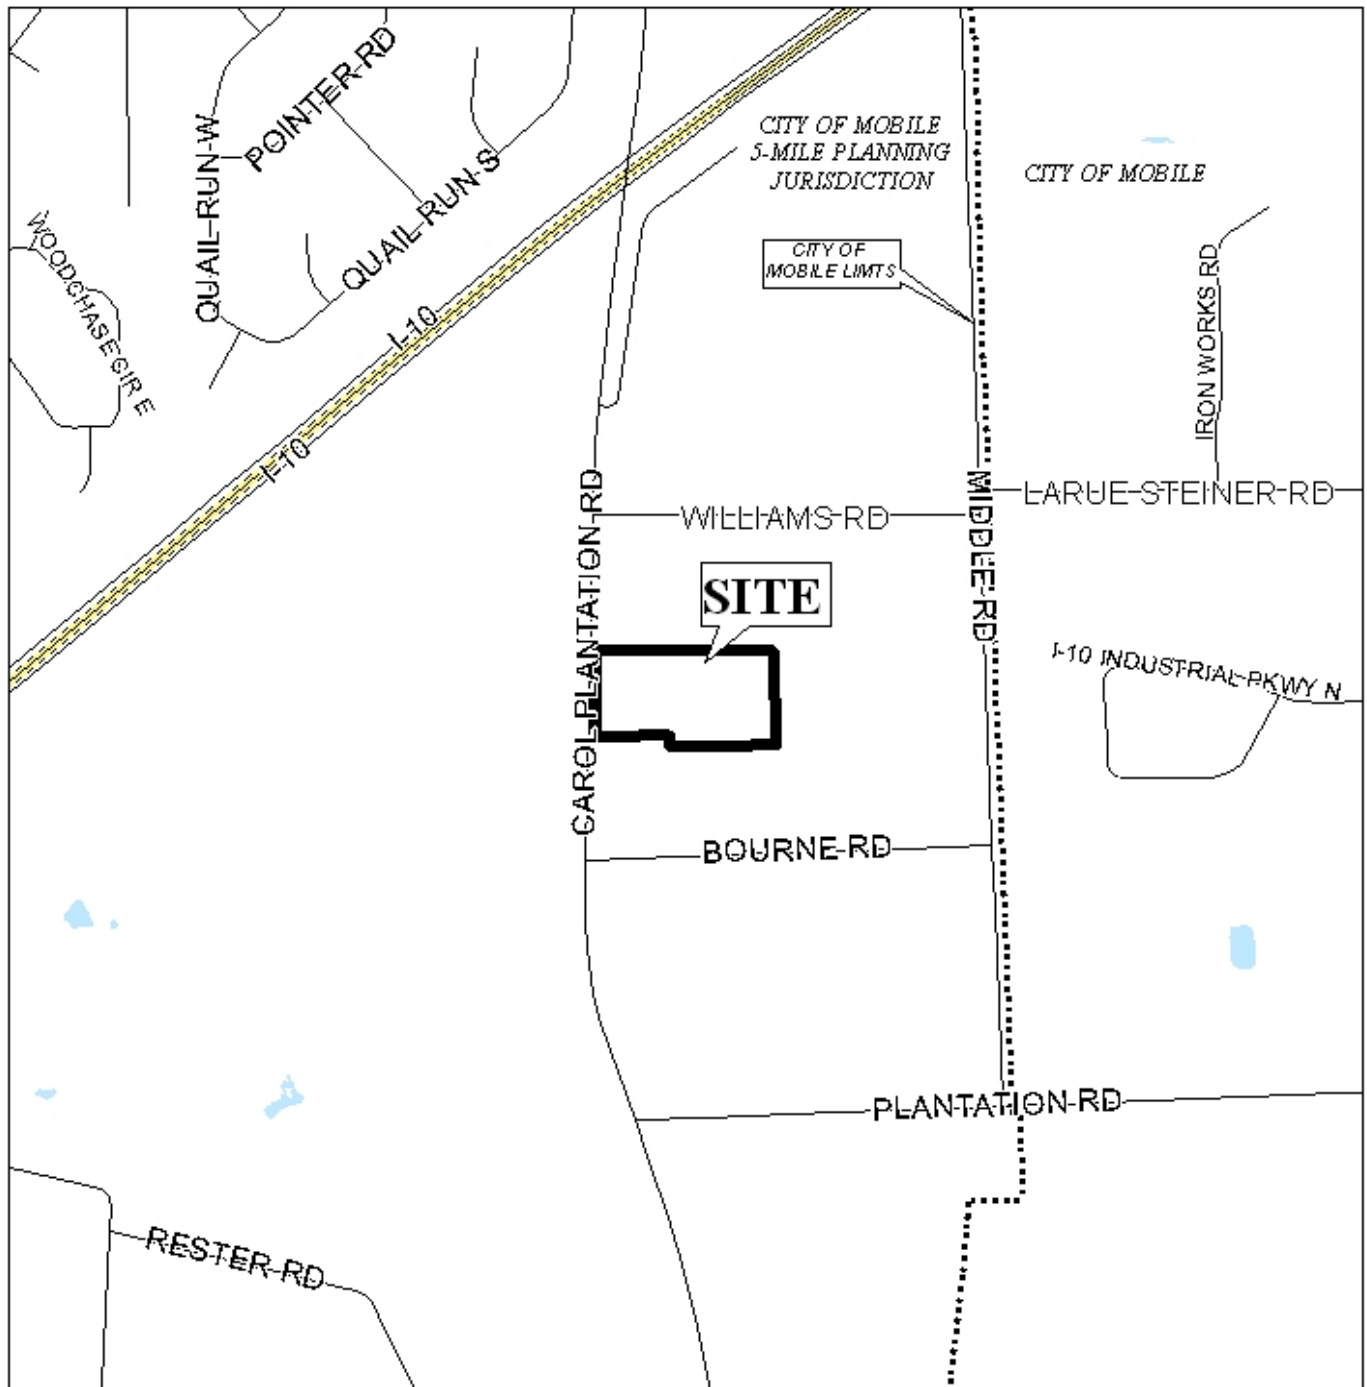 POINTER RD
QUAIL RUN W
QUAIL RUN S
WOODCHASE CIR E
I-10
I-10
CITY OF MOBILE
5-MILE PLANNING
JURISDICTION
CITY OF MOBILE
CITY OF
MOBILE LIMTS
IRON WORKS RD
LARUE STEINER RD
WILLIAMS RD
MIDDLE RD
CAROL PLANTATION RD
SITE
I-10 INDUSTRIAL PKWY N
BOURNE RD
PLANTATION RD
RESTER RD